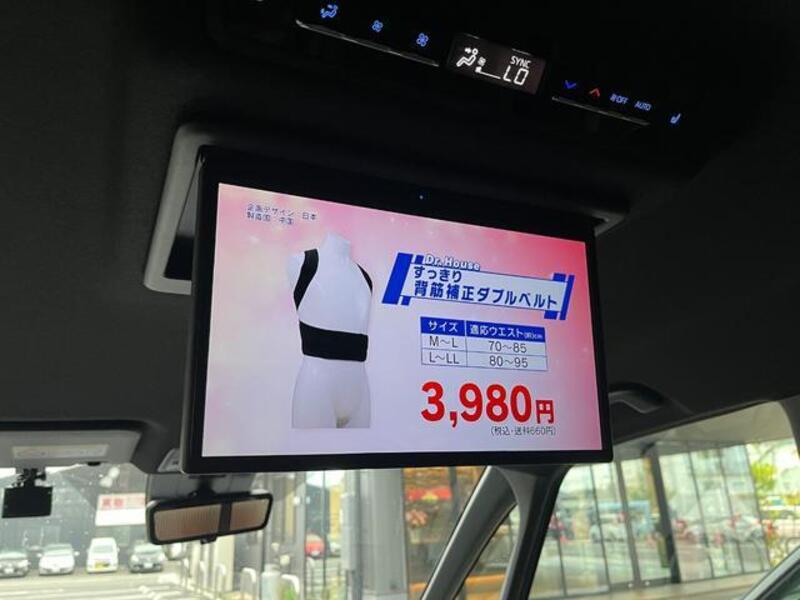 SYNC
LO
OFF AUTO
企画デザイン:日本
製造国:中国
Dr. House
すっきり
背筋補正ダブルベルト
サイズ 適応ウエスト(約)cm
M〜L 70〜85
L〜LL 80〜95
3,980円
(税込・送料660円)